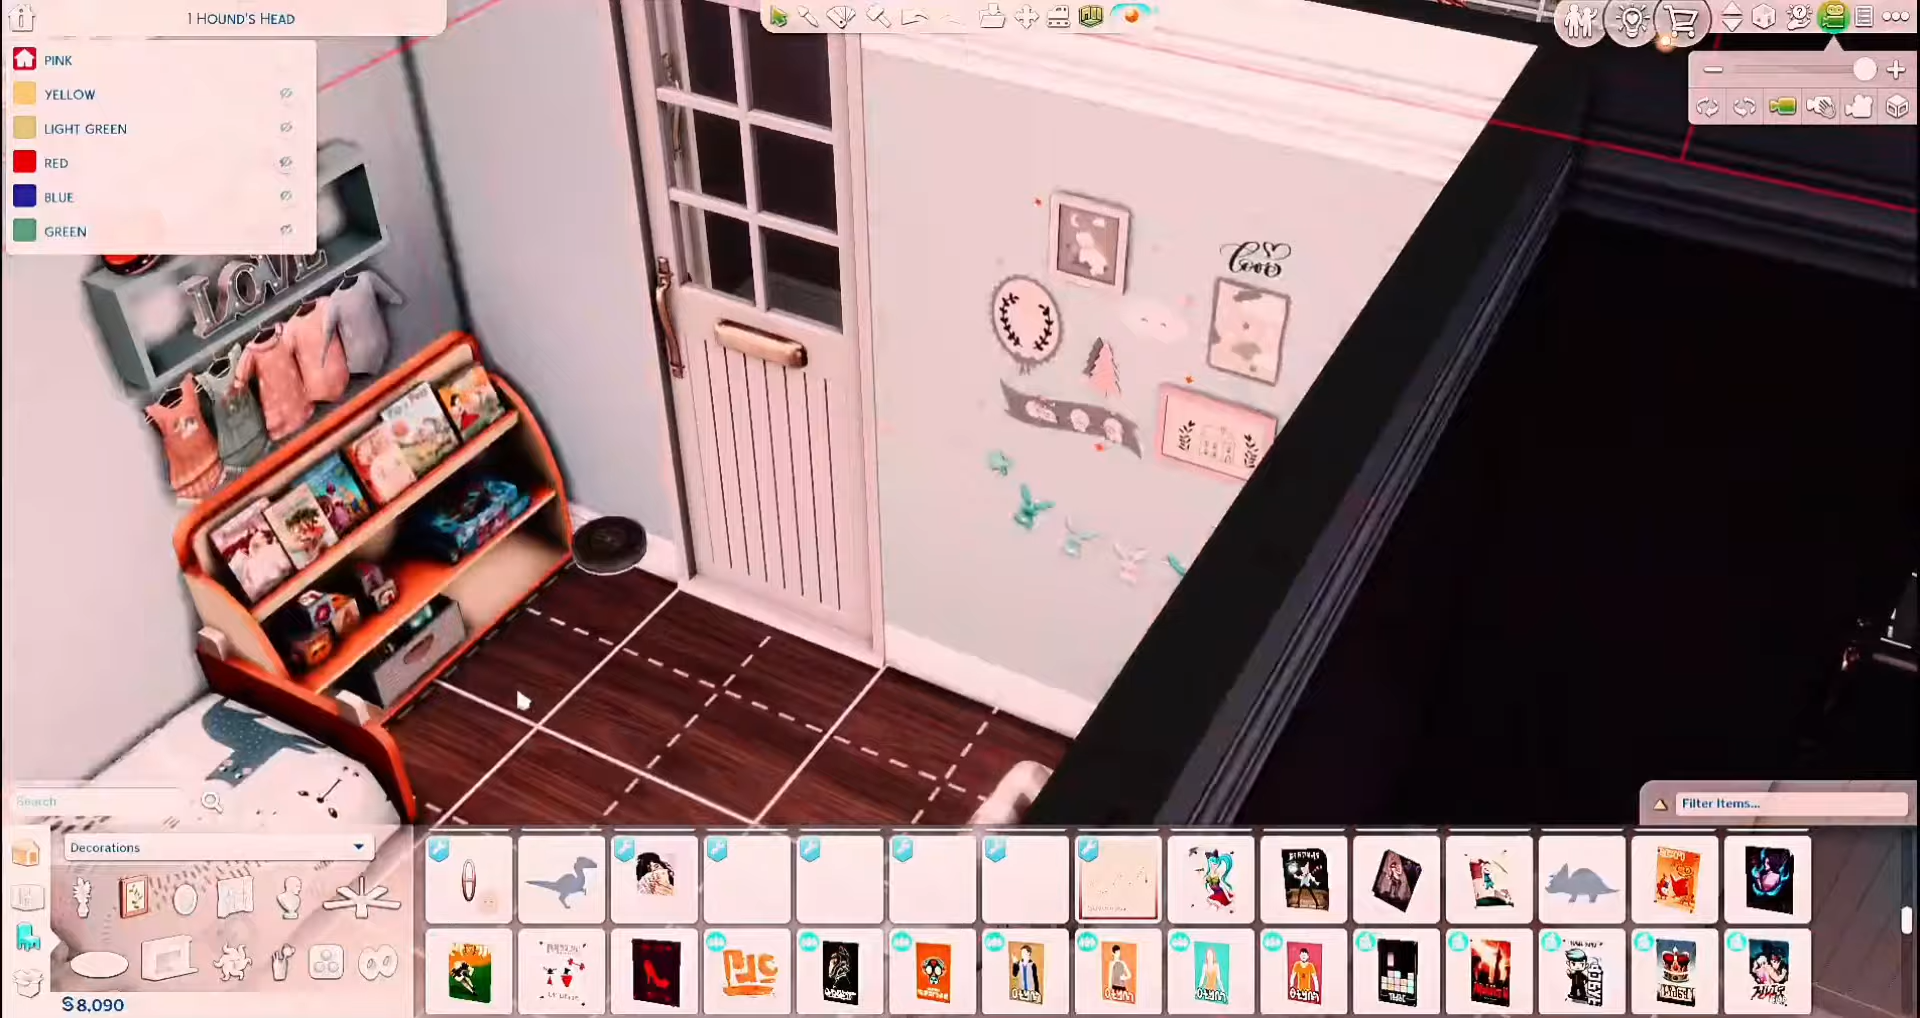 1 HOUND'S HEAD
PINK
YELLOW
LIGHT GREEN
RED
BLUE
GREEN
LOVE
Search
Filter Items...
Decorations
§8,090